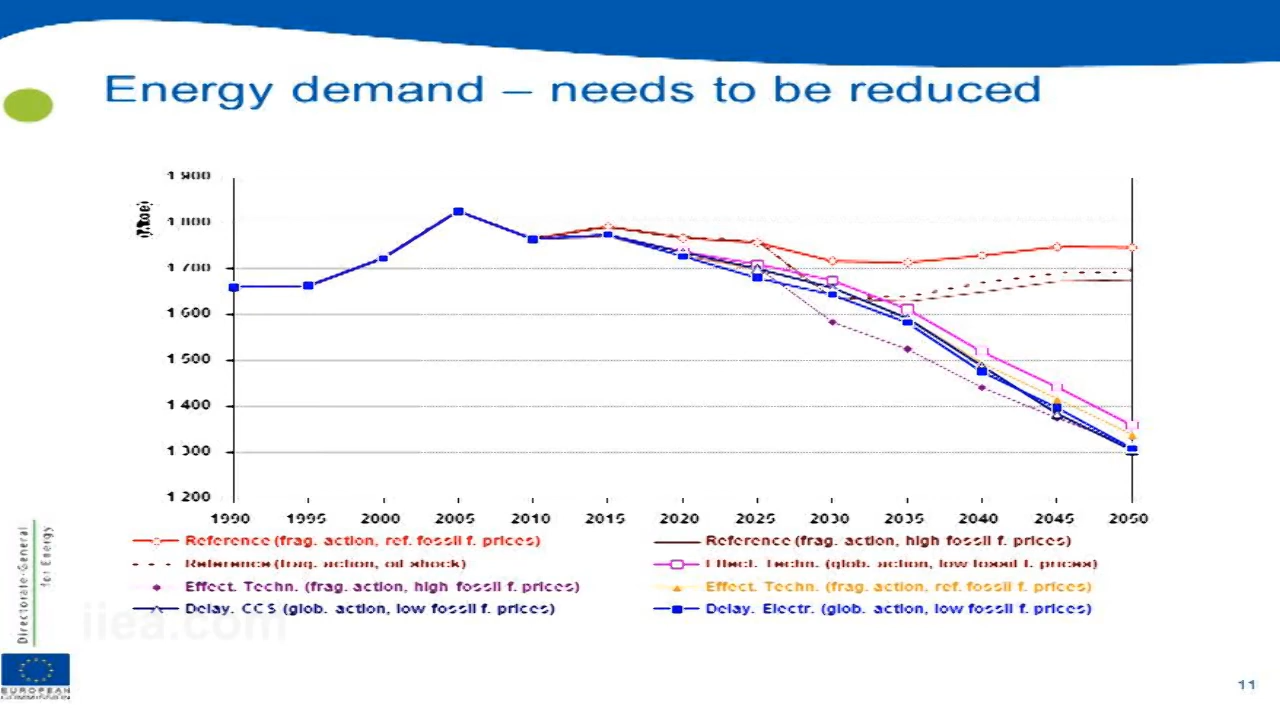 Energy demand – needs to be reduced
(Mtoe)
1 900
1 800
1 700
1 600
1 500
1 400
1 300
1 200
1990 1995 2000 2005 2010 2015 2020 2025 2030 2035 2040 2045 2050
Reference (frag. action, ref. fossil f. prices)
Reference (frag. action, high fossil f. prices)
Reference (frag. action, oil shock)
Effect. Techn. (glob. action, low fossil f. prices)
Effect. Techn. (frag. action, high fossil f. prices)
Effect. Techn. (frag. action, ref. fossil f. prices)
Delay. CCS (glob. action, low fossil f. prices)
Delay. Electr. (glob. action, low fossil f. prices)
Directorate-General
for Energy
iiea.com
EUROPEAN
COMMISSION
11